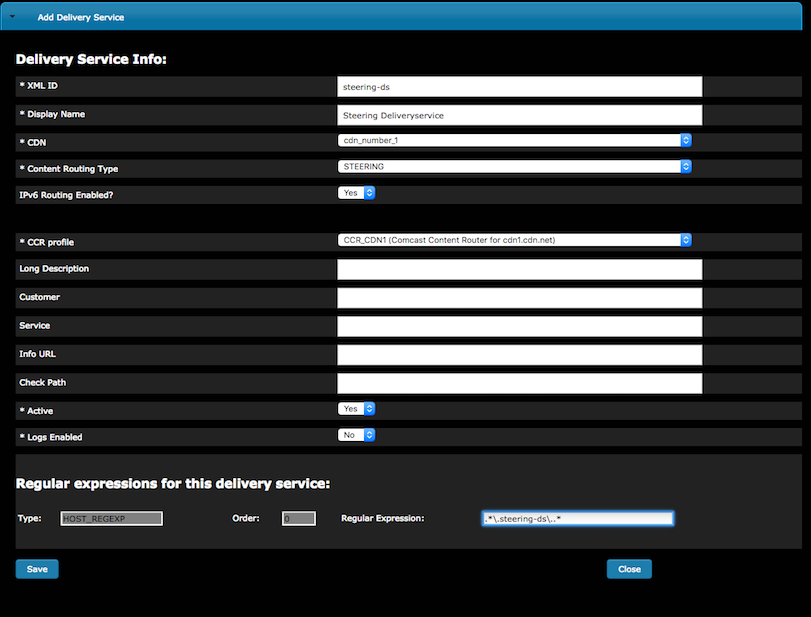 Add Delivery Service
Delivery Service Info:
* XML ID steering-ds
* Display Name Steering Deliveryservice
* CDN cdn_number_1
* Content Routing Type STEERING
IPv6 Routing Enabled? Yes
* CCR profile CCR_CDN1 (Comcast Content Router for cdn1.cdn.net)
Long Description
Customer
Service
Info URL
Check Path
* Active Yes
* Logs Enabled No
Regular expressions for this delivery service:
Type: HOST_REGEXP Order: 0 Regular Expression: .*\.steering-ds\..*
Save Close